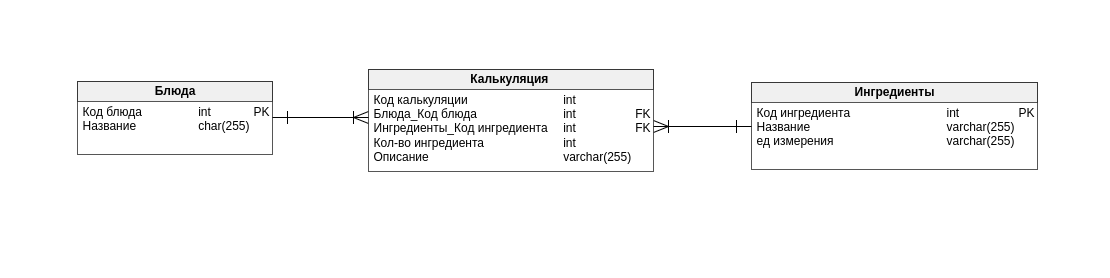 Блюда
Код блюда int PK
Название char(255)
Калькуляция
Код калькуляции int
Блюда_Код блюда int FK
Ингредиенты_Код ингредиента int FK
Кол-во ингредиента int
Описание varchar(255)
Ингредиенты
Код ингредиента int PK
Название varchar(255)
ед измерения varchar(255)